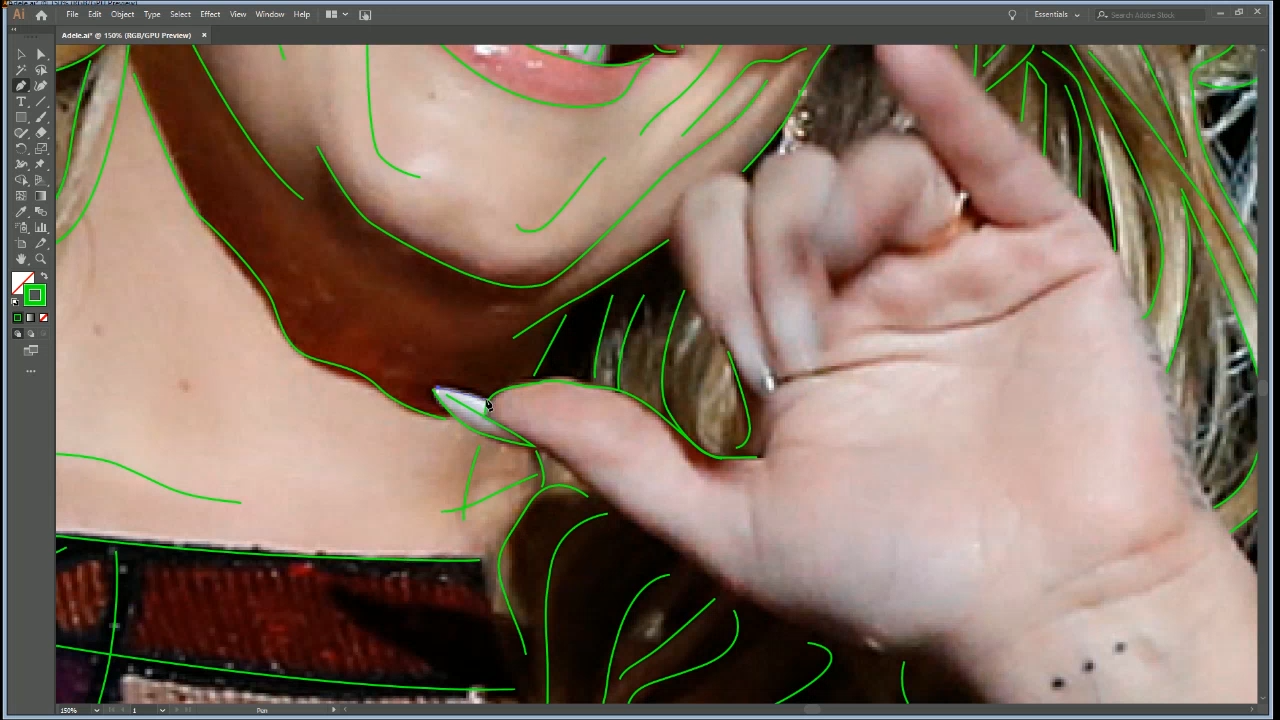 Ai File Edit Object Type Select Effect View Window Help Essentials Search Adobe Stock
Adele.ai* @ 150% (RGB/GPU Preview) ×
T
150% 1 Pen